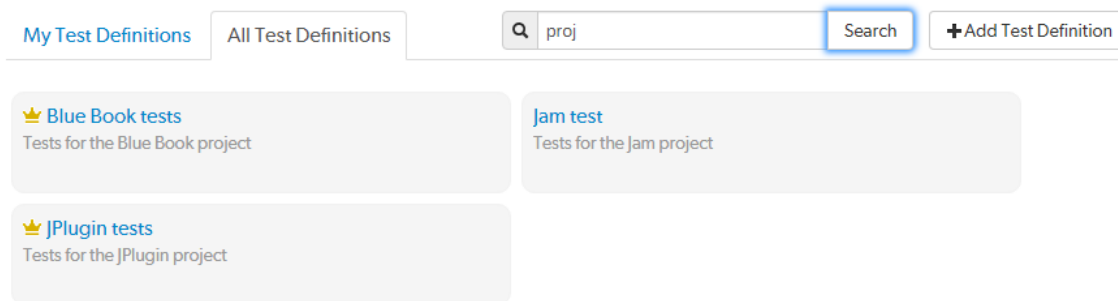 My Test Definitions
All Test Definitions
proj
Search
+Add Test Definition
Blue Book tests
Tests for the Blue Book project
Jam test
Tests for the Jam project
JPlugin tests
Tests for the JPlugin project